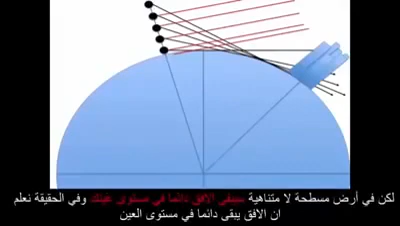 لكن في أرض مسطحة لا متناهية سيبقى الافق دائما في مستوى عينك وفي الحقيقة نعلم
ان الافق يبقى دائما في مستوى العين